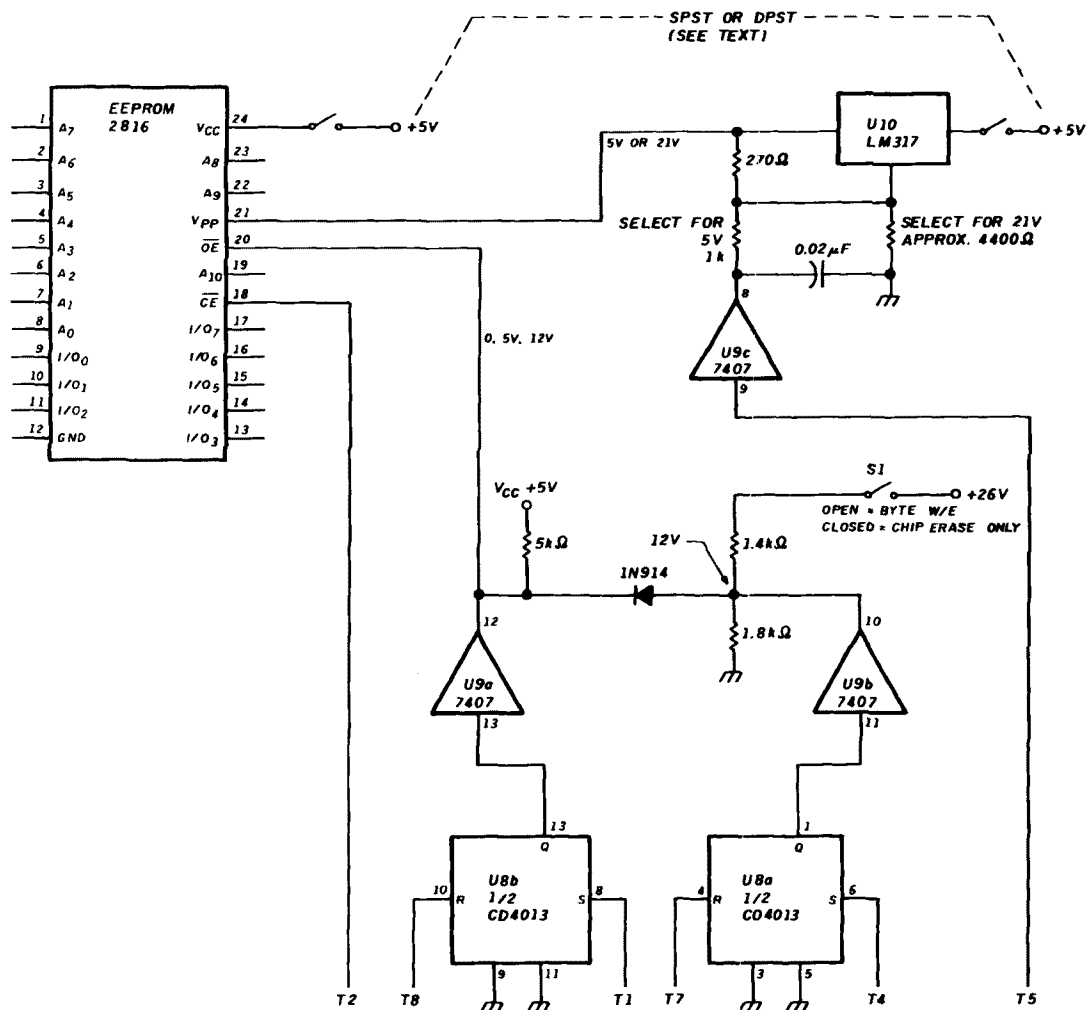 SPST OR DPST
(SEE TEXT)
EEPROM
2816
1 A7
2 A6
3 A5
4 A4
5 A3
6 A2
7 A1
8 A0
9 I/O0
10 I/O1
11 I/O2
12 GND
VCC 24
A8 23
A9 22
VPP 21
OE 20
A10 19
CE 18
I/O7 17
I/O6 16
I/O5 15
I/O4 14
I/O3 13
+5V
5V OR 21V
U10
LM317
+5V
270Ω
SELECT FOR
5V
1k
SELECT FOR 21V
APPROX. 4400Ω
0.02μF
8
U9c
7407
9
0, 5V, 12V
S1
+26V
OPEN = BYTE W/E
CLOSED = CHIP ERASE ONLY
VCC +5V
5kΩ
12V
1.4kΩ
1N914
1.8kΩ
12
U9a
7407
13
10
U9b
7407
11
13
Q
U8b
1/2
CD4013
10 R
S 8
9
11
1
Q
U8a
1/2
CD4013
4 R
S 6
3
5
T2
T8
T1
T7
T4
T5